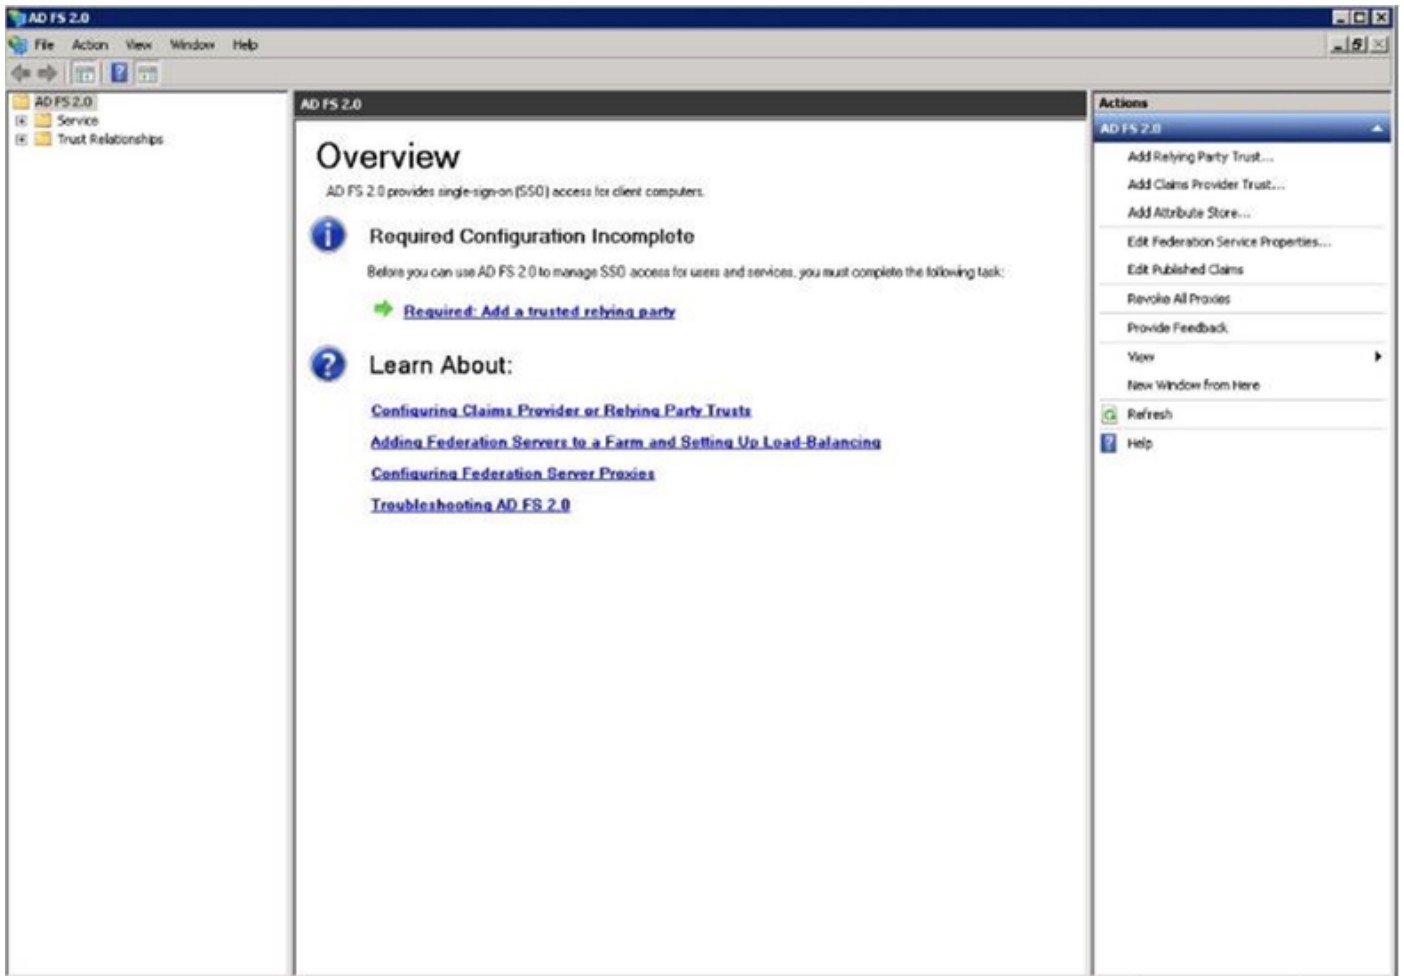 AD FS 2.0
File Action View Window Help
AD FS 2.0
Service
Trust Relationships
AD FS 2.0
Overview
AD FS 2.0 provides single-sign-on (SSO) access for client computers.
Required Configuration Incomplete
Before you can use AD FS 2.0 to manage SSO access for users and services, you must complete the following task:
Required: Add a trusted relying party
Learn About:
Configuring Claims Provider or Relying Party Trusts
Adding Federation Servers to a Farm and Setting Up Load-Balancing
Configuring Federation Server Proxies
Troubleshooting AD FS 2.0
Actions
AD FS 2.0
Add Relying Party Trust...
Add Claims Provider Trust...
Add Attribute Store...
Edit Federation Service Properties...
Edit Published Claims
Revoke All Proxies
Provide Feedback
View
New Window from Here
Refresh
Help